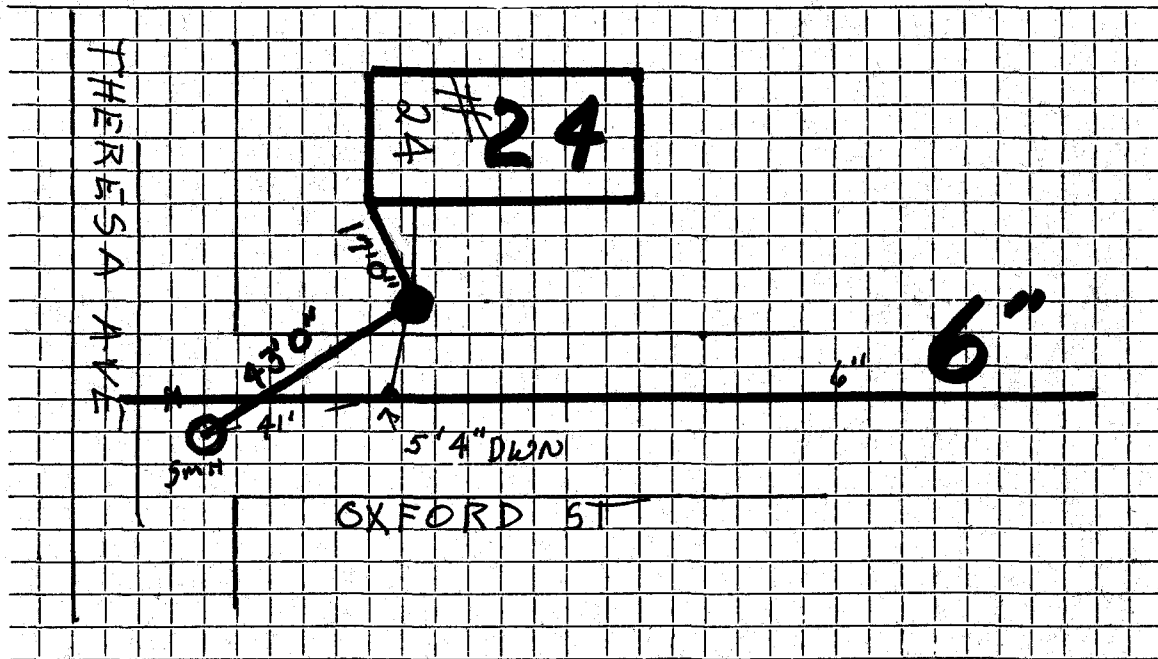 THERESA AVE
24
#24
17'0"
43'0"
6"
6"
41'
5'4" DWN
SMH
OXFORD ST